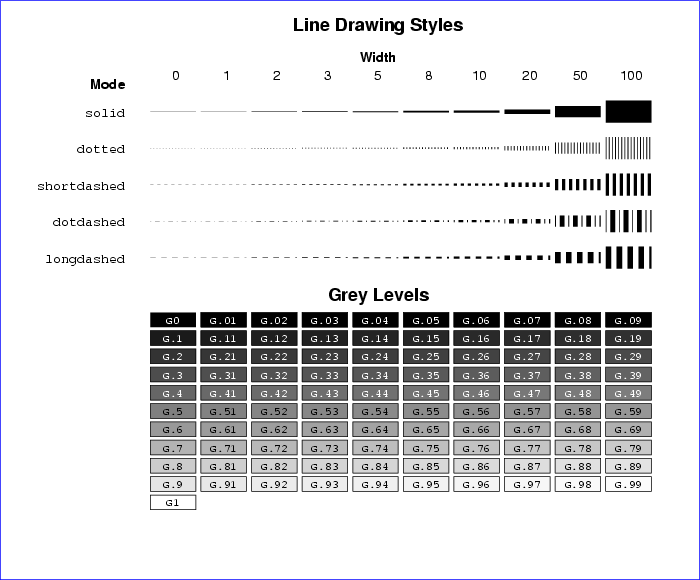 Line Drawing Styles
Width
Mode 0 1 2 3 5 8 10 20 50 100
solid
dotted
shortdashed
dotdashed
longdashed
Grey Levels
G0 G.01 G.02 G.03 G.04 G.05 G.06 G.07 G.08 G.09
G.1 G.11 G.12 G.13 G.14 G.15 G.16 G.17 G.18 G.19
G.2 G.21 G.22 G.23 G.24 G.25 G.26 G.27 G.28 G.29
G.3 G.31 G.32 G.33 G.34 G.35 G.36 G.37 G.38 G.39
G.4 G.41 G.42 G.43 G.44 G.45 G.46 G.47 G.48 G.49
G.5 G.51 G.52 G.53 G.54 G.55 G.56 G.57 G.58 G.59
G.6 G.61 G.62 G.63 G.64 G.65 G.66 G.67 G.68 G.69
G.7 G.71 G.72 G.73 G.74 G.75 G.76 G.77 G.78 G.79
G.8 G.81 G.82 G.83 G.84 G.85 G.86 G.87 G.88 G.89
G.9 G.91 G.92 G.93 G.94 G.95 G.96 G.97 G.98 G.99
G1